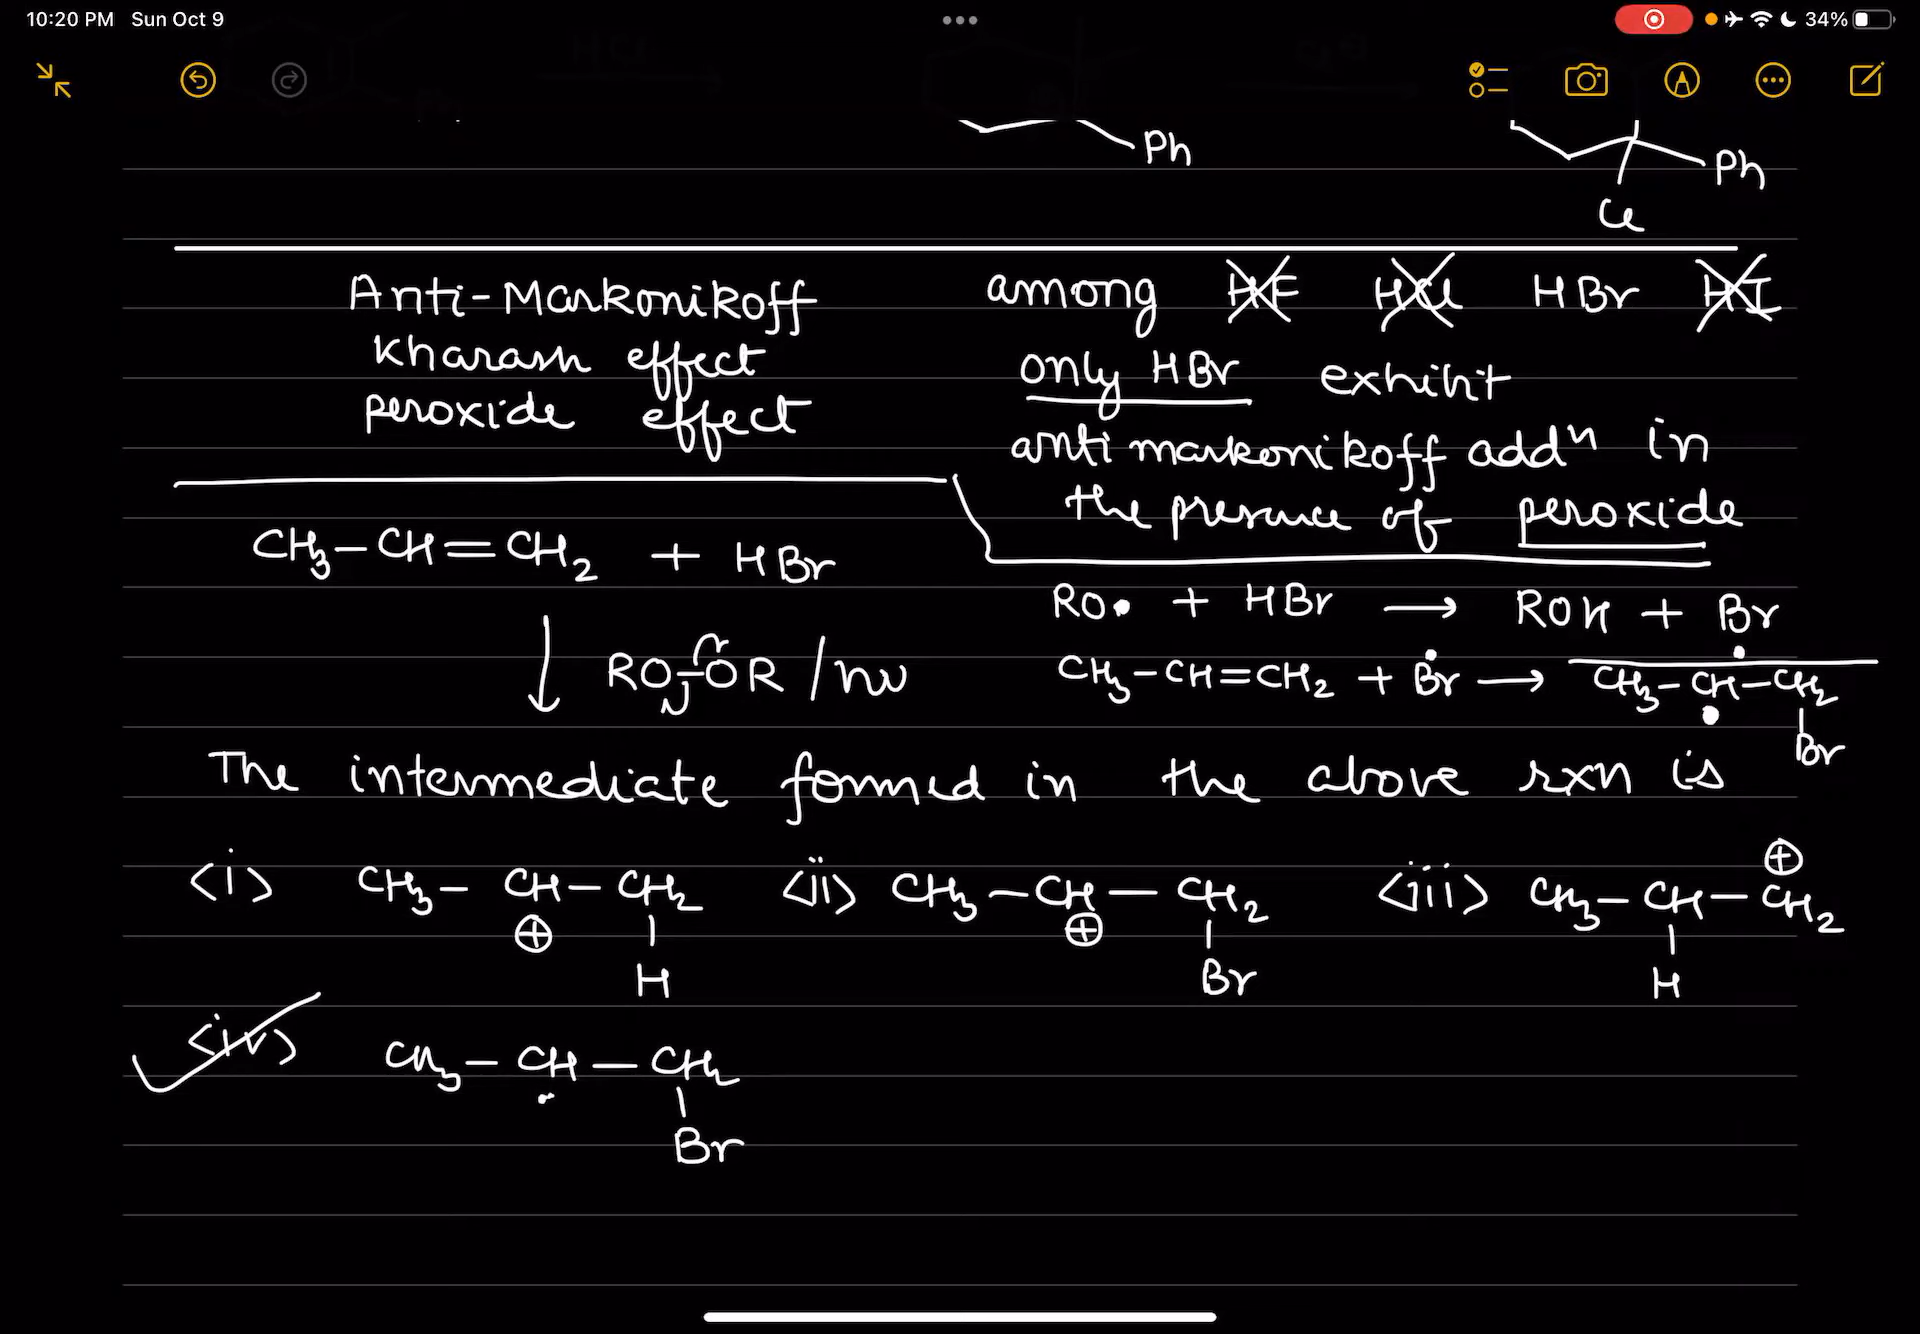 10:20 PM Sun Oct 9
34%
Ph
Ph
Cl
Anti-Markonikoff
Kharash effect
peroxide effect
among HF HCl HBr HI
only HBr exhibit
anti markonikoff addⁿ in
the presence of peroxide
CH₃–CH=CH₂ + HBr
RO–OR / hν
RO• + HBr ⟶ ROH + Br•
CH₃–CH=CH₂ + Br• ⟶ CH₃–CH•–CH₂
Br
The intermediate formed in the above rxn is
<i> CH₃–CH–CH₂ <ii> CH₃–CH–CH₂ <iii> CH₃–CH–CH₂
⊕ ⊕ ⊕
H Br H
<iv> CH₃–CH–CH₂
•
Br